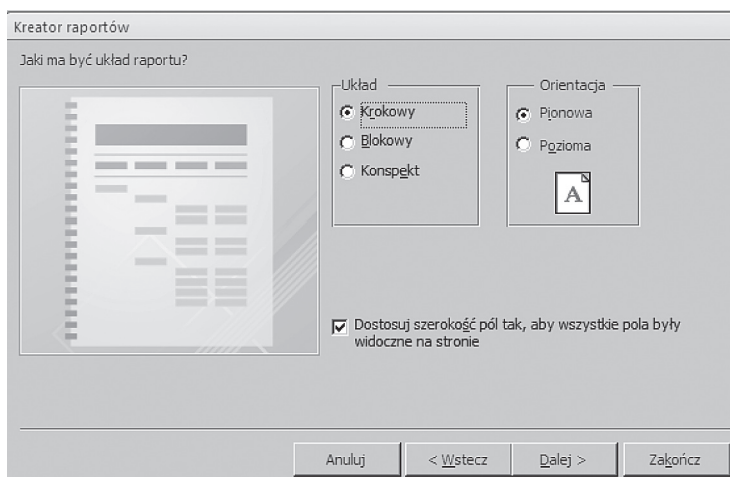 Kreator raportów
Jaki ma być układ raportu?
Układ
Krokowy
Blokowy
Konspekt
Orientacja
Pionowa
Pozioma
A
Dostosuj szerokość pól tak, aby wszystkie pola były
widoczne na stronie
Anuluj
< Wstecz
Dalej >
Zakończ